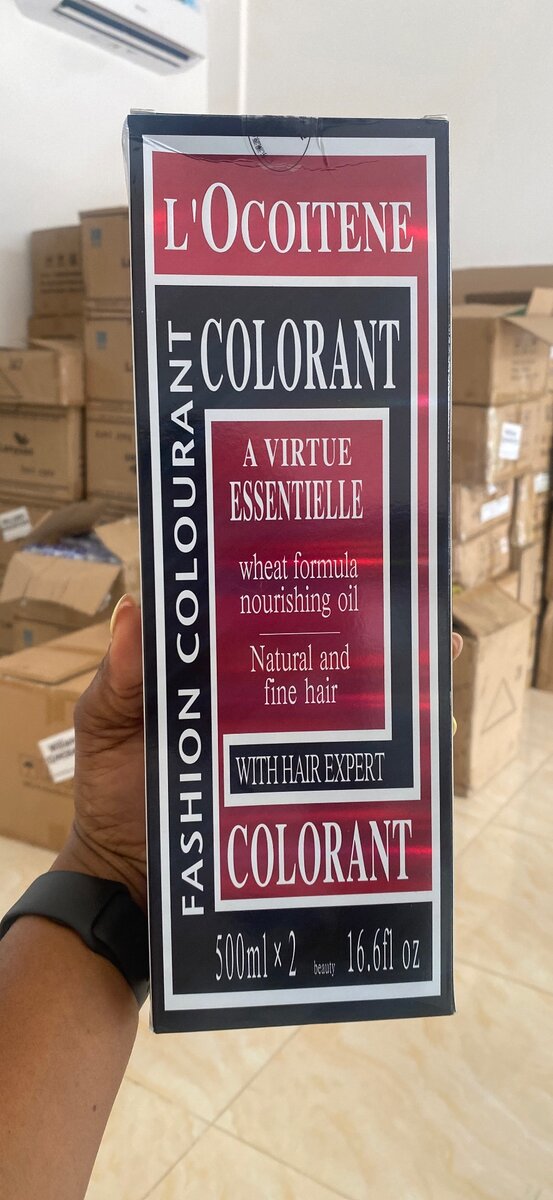 L'OCOITENE
COLORANT
FASHION COLOURANT
A VIRTUE
ESSENTIELLE
wheat formula
nourishing oil
Natural and
fine hair
WITH HAIR EXPERT
COLORANT
500ml × 2 beauty 16.6fl oz